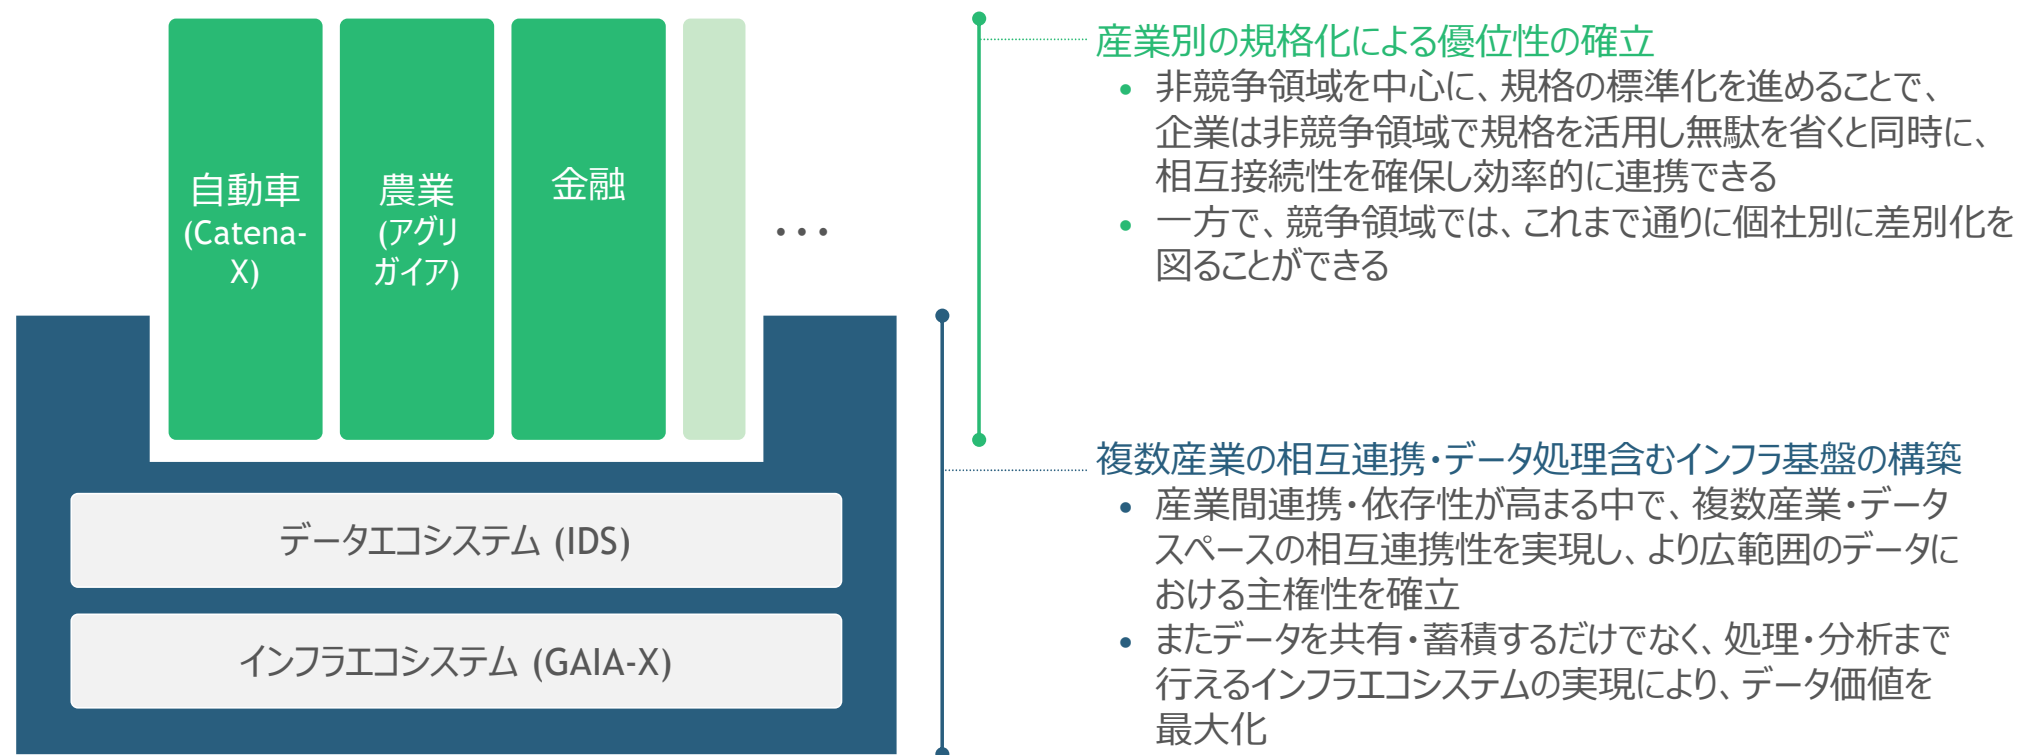 自動車
(Catena-
X)
農業
(アグリ
ガイア)
金融
・・・
産業別の規格化による優位性の確立
• 非競争領域を中心に、規格の標準化を進めることで、
企業は非競争領域で規格を活用し無駄を省くと同時に、
相互接続性を確保し効率的に連携できる
• 一方で、競争領域では、これまで通りに個社別に差別化を
図ることができる
データエコシステム (IDS)
インフラエコシステム (GAIA-X)
複数産業の相互連携・データ処理含むインフラ基盤の構築
• 産業間連携・依存性が高まる中で、複数産業・データ
スペースの相互連携性を実現し、より広範囲のデータに
おける主権性を確立
• またデータを共有・蓄積するだけでなく、処理・分析まで
行えるインフラエコシステムの実現により、データ価値を
最大化